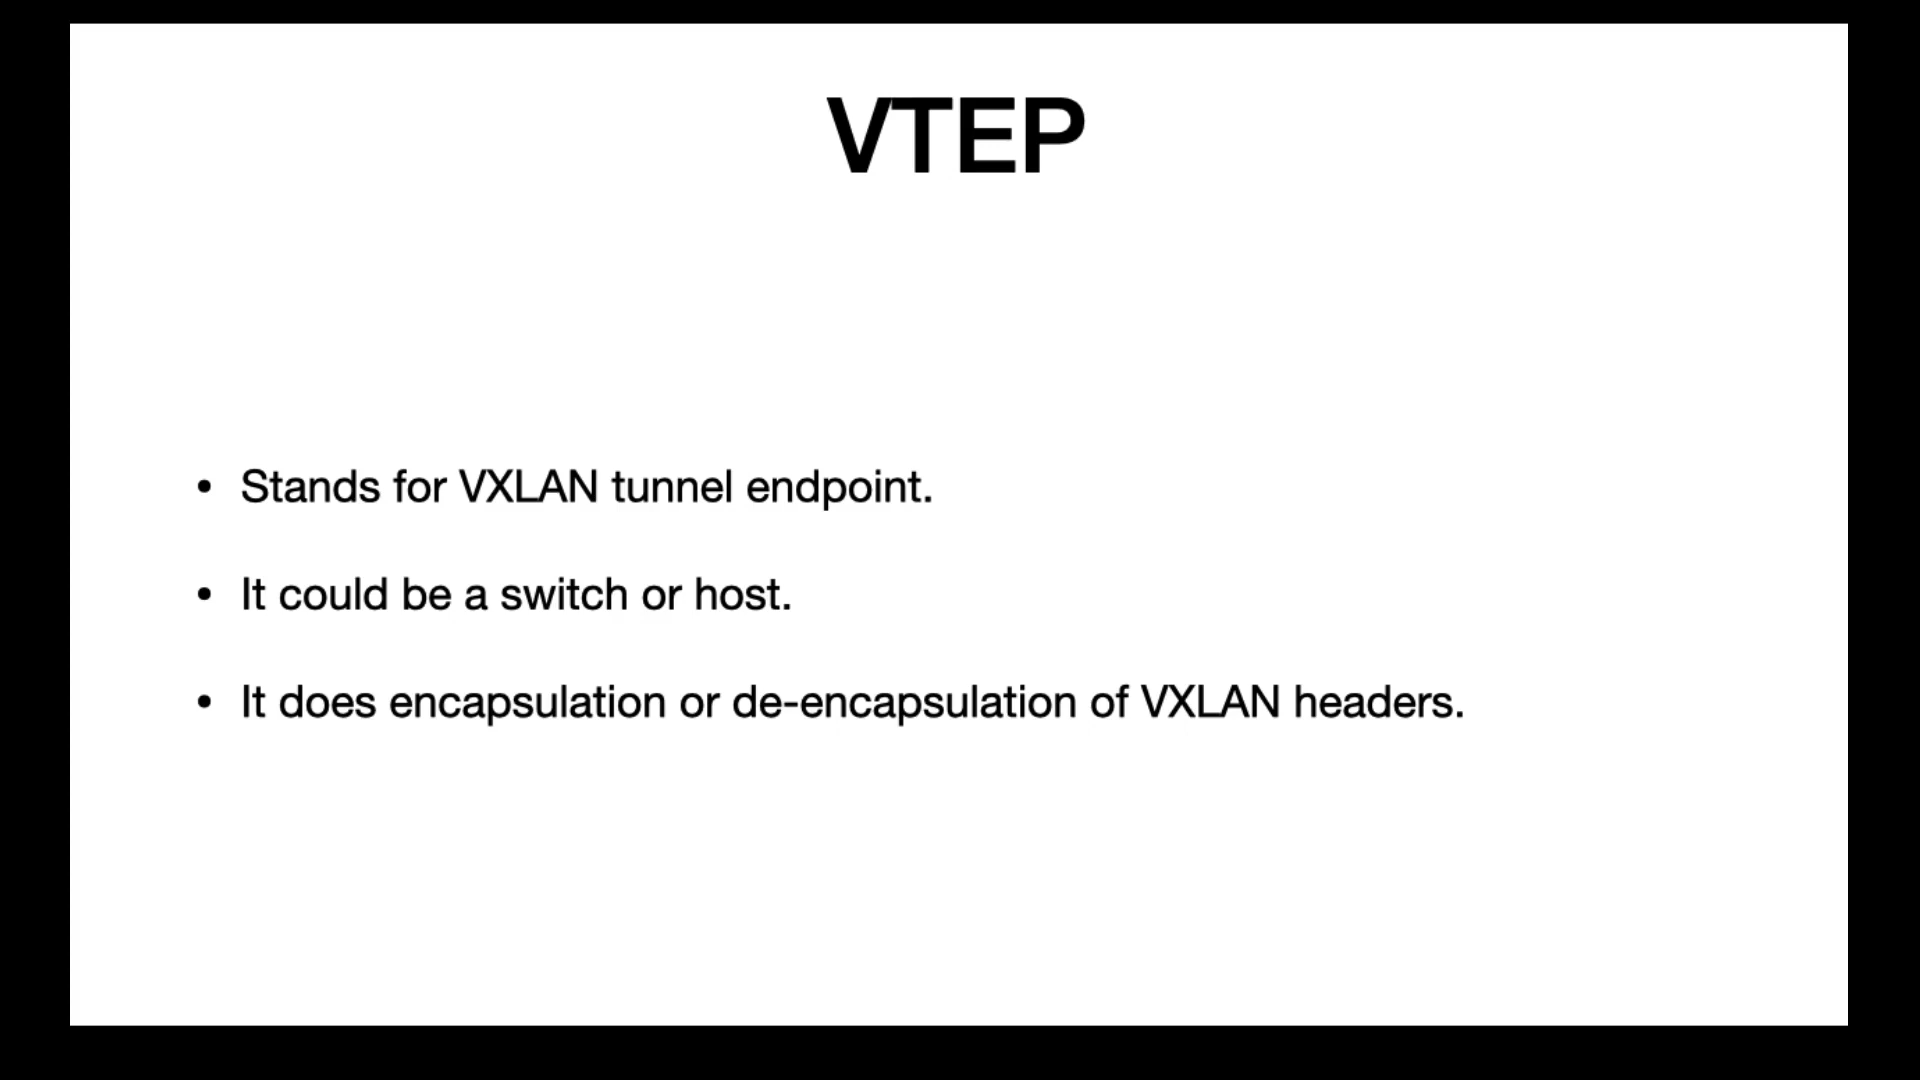 VTEP
• Stands for VXLAN tunnel endpoint.
• It could be a switch or host.
• It does encapsulation or de-encapsulation of VXLAN headers.